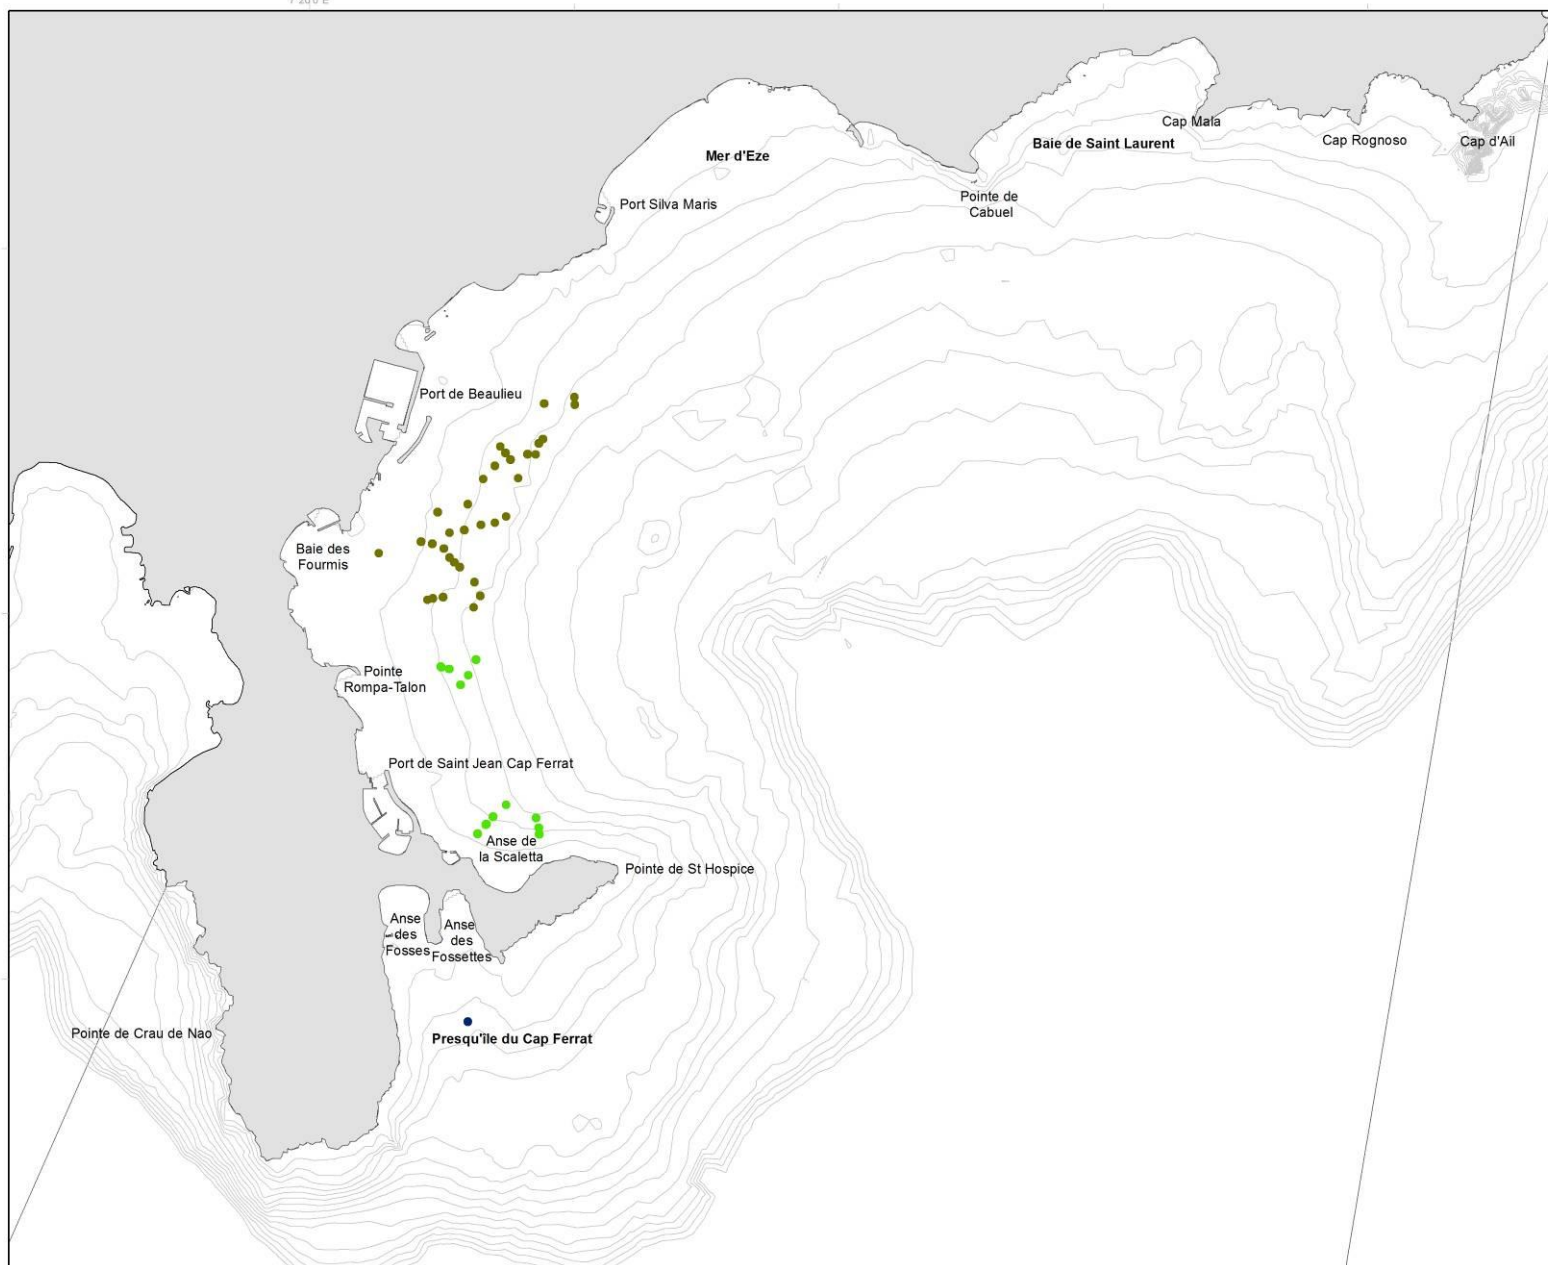 7°20'0"E
Cap Mala
Mer d'Eze
Baie de Saint Laurent
Cap Rognoso
Cap d'Ail
Port Silva Maris
Pointe de
Cabuel
Port de Beaulieu
Baie des
Fourmis
Pointe
Rompa-Talon
Port de Saint Jean Cap Ferrat
Anse de
la Scaletta
Pointe de St Hospice
Anse
des
Fosses
Anse
des
Fossettes
Pointe de Crau de Nao
Presqu'île du Cap Ferrat